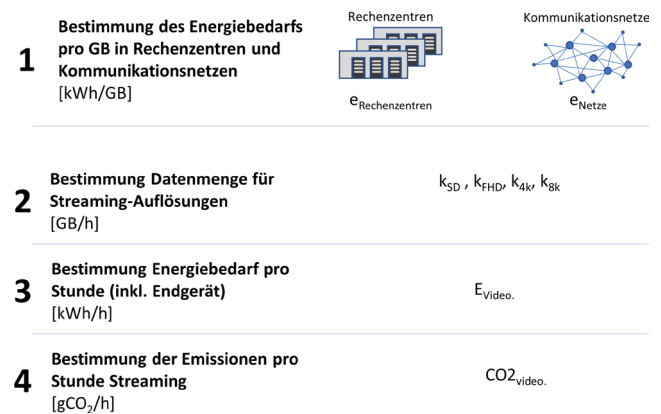 1
Bestimmung des Energiebedarfs
pro GB in Rechenzentren und
Kommunikationsnetzen
[kWh/GB]
Rechenzentren
eRechenzentren
Kommunikationsnetze
eNetze
2
Bestimmung Datenmenge für
Streaming-Auflösungen
[GB/h]
kSD , kFHD, k4k, k8k
3
Bestimmung Energiebedarf pro
Stunde (inkl. Endgerät)
[kWh/h]
EVideo.
4
Bestimmung der Emissionen pro
Stunde Streaming
[gCO2/h]
CO2video.